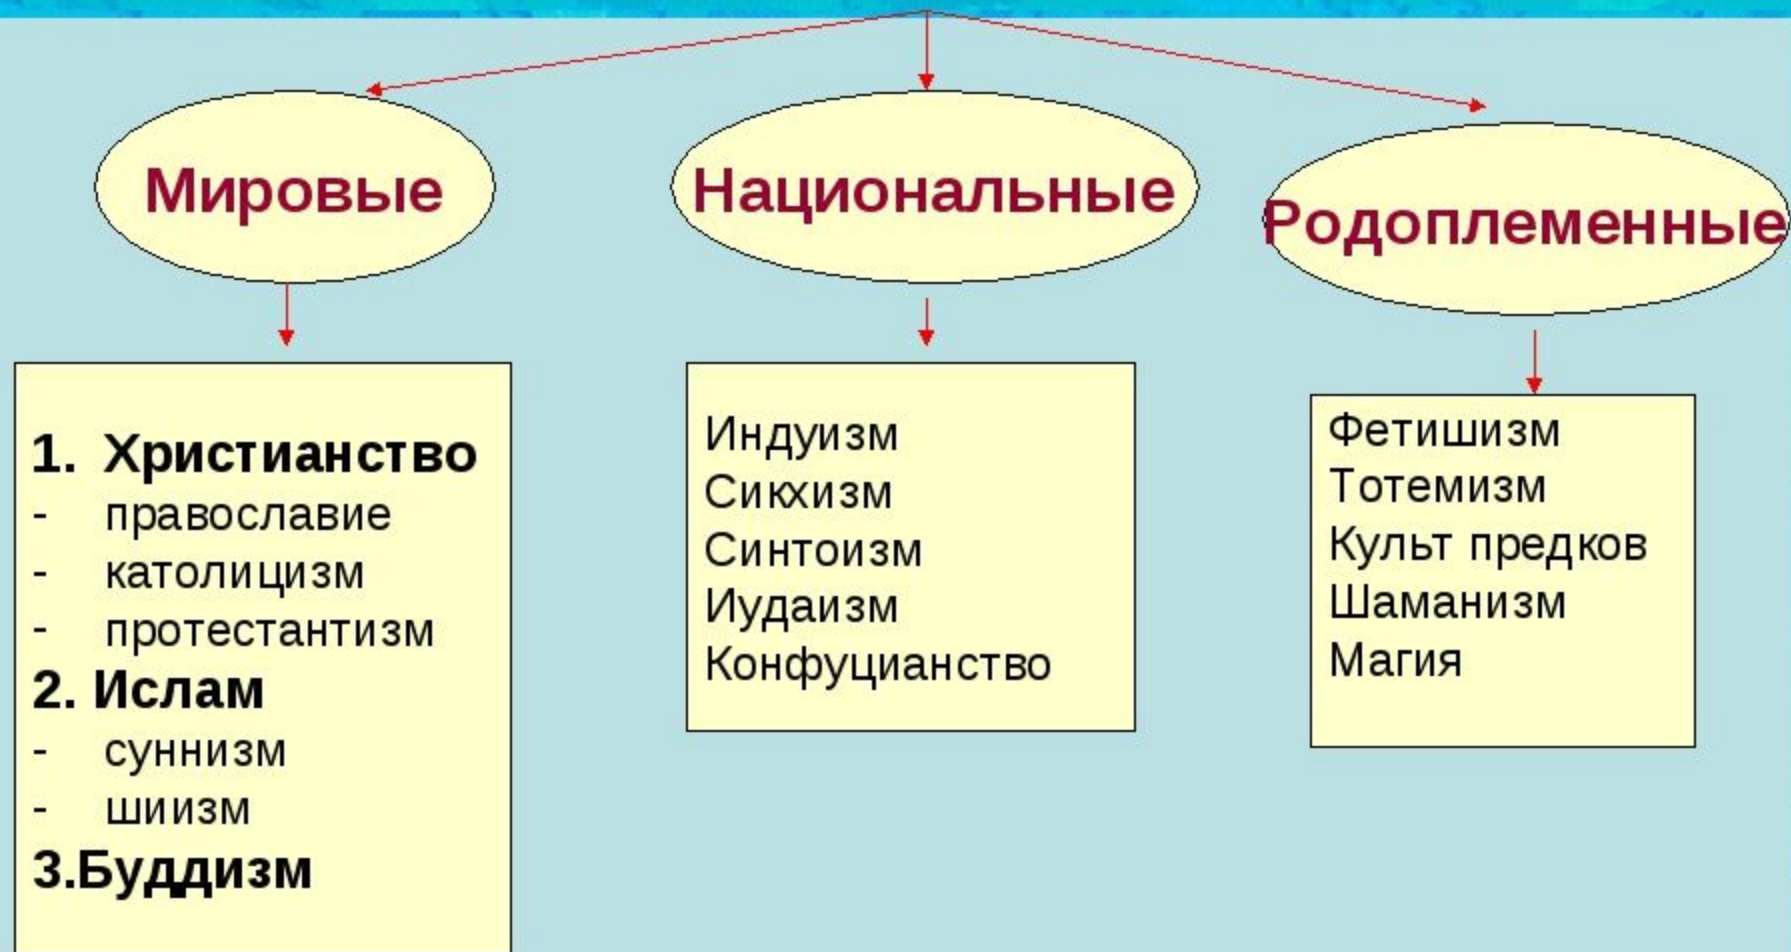 Мировые
Национальные
Родоплеменные
1. Христианство
- православие
- католицизм
- протестантизм
2. Ислам
- суннизм
- шиизм
3.Буддизм
Индуизм
Сикхизм
Синтоизм
Иудаизм
Конфуцианство
Фетишизм
Тотемизм
Культ предков
Шаманизм
Магия